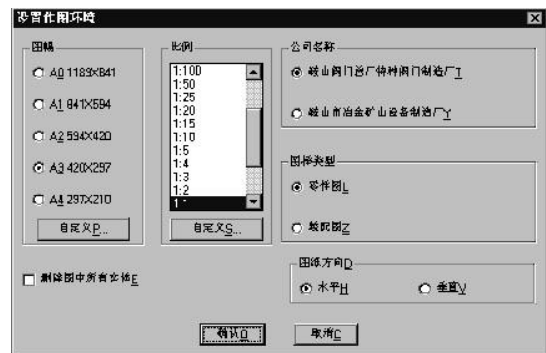 设置作图环境
图幅
A0 1189X841
A1 841X594
A2 594X420
A3 420X297
A4 297X210
自定义P...
比例
1:100
1:50
1:25
1:20
1:15
1:10
1:5
1:4
1:3
1:2
1:1
自定义S...
公司名称
鞍山阀门总厂特种阀门制造厂T
鞍山市冶金矿山设备制造厂Y
图样类型
零件图L
装配图Z
删除图中所有实体E
图纸方向D
水平H
垂直V
确认O
取消C